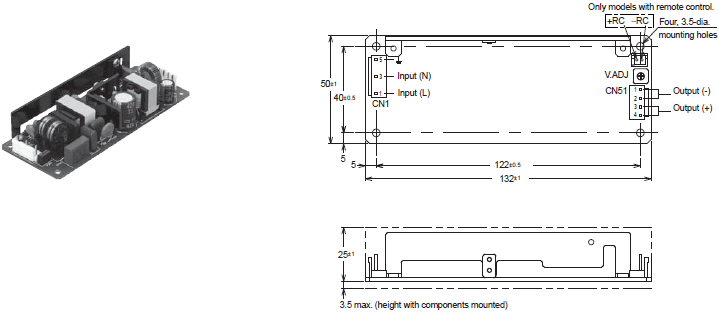 Only models with remote control.
+RC −RC
Four, 3.5-dia.
mounting holes
5
3
1
Input (N)
Input (L)
CN1
V.ADJ
CN51
1
2
3
4
Output (-)
Output (+)
50±1
40±0.5
5
5
122±0.5
132±1
25±1
3.5 max. (height with components mounted)